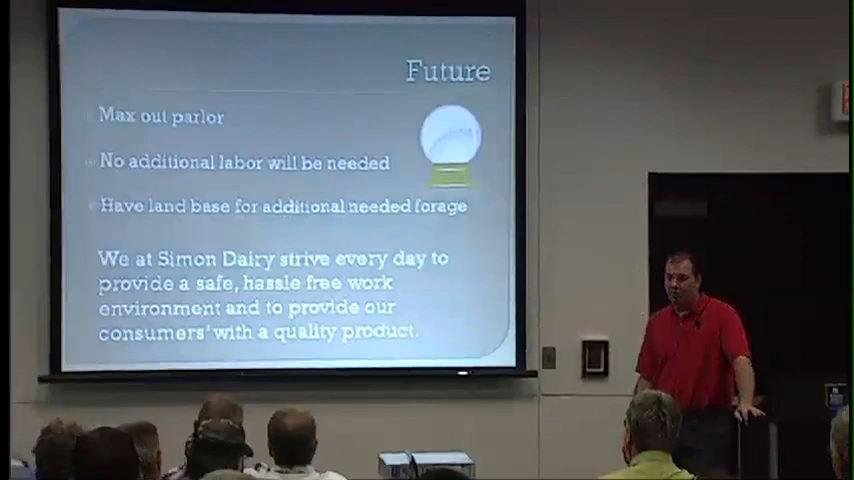 Future
Max out parlor
No additional labor will be needed
Have land base for additional needed forage
We at Simon Dairy strive every day to
provide a safe, hassle free work
environment and to provide our
consumers' with a quality product.